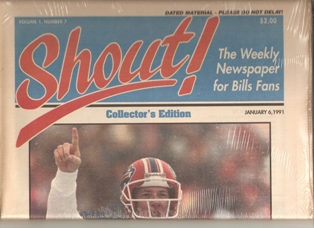 DATED MATERIAL - PLEASE DO NOT DELAY!
VOLUME 1, NUMBER 7
$3.00
Shout!
The Weekly
Newspaper
for Bills Fans
Collector's Edition
JANUARY 6, 1991